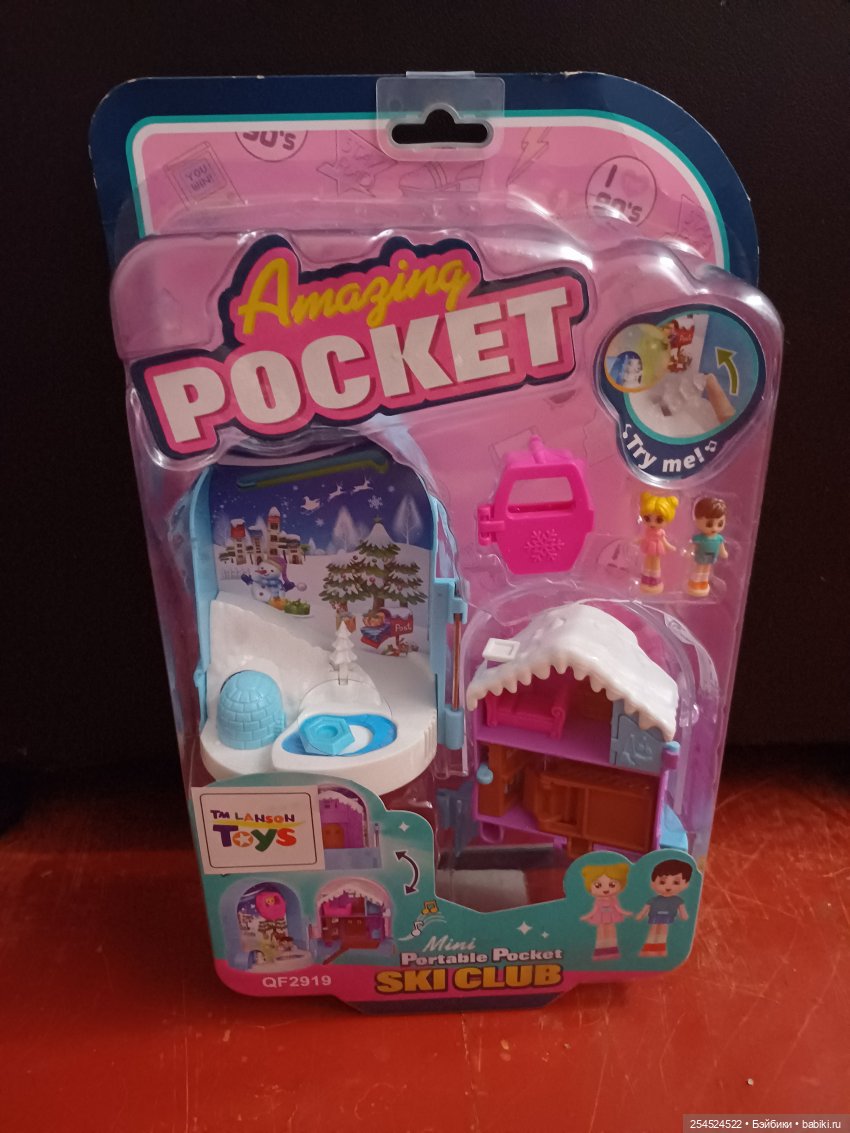 90's
YOU
WIN!
I
90's
Amazing
POCKET
Try me!
Post
TM LANSON
TOYS
Mini
Portable Pocket
SKI CLUB
QF2919
254524522 • Бэйбики • babiki.ru